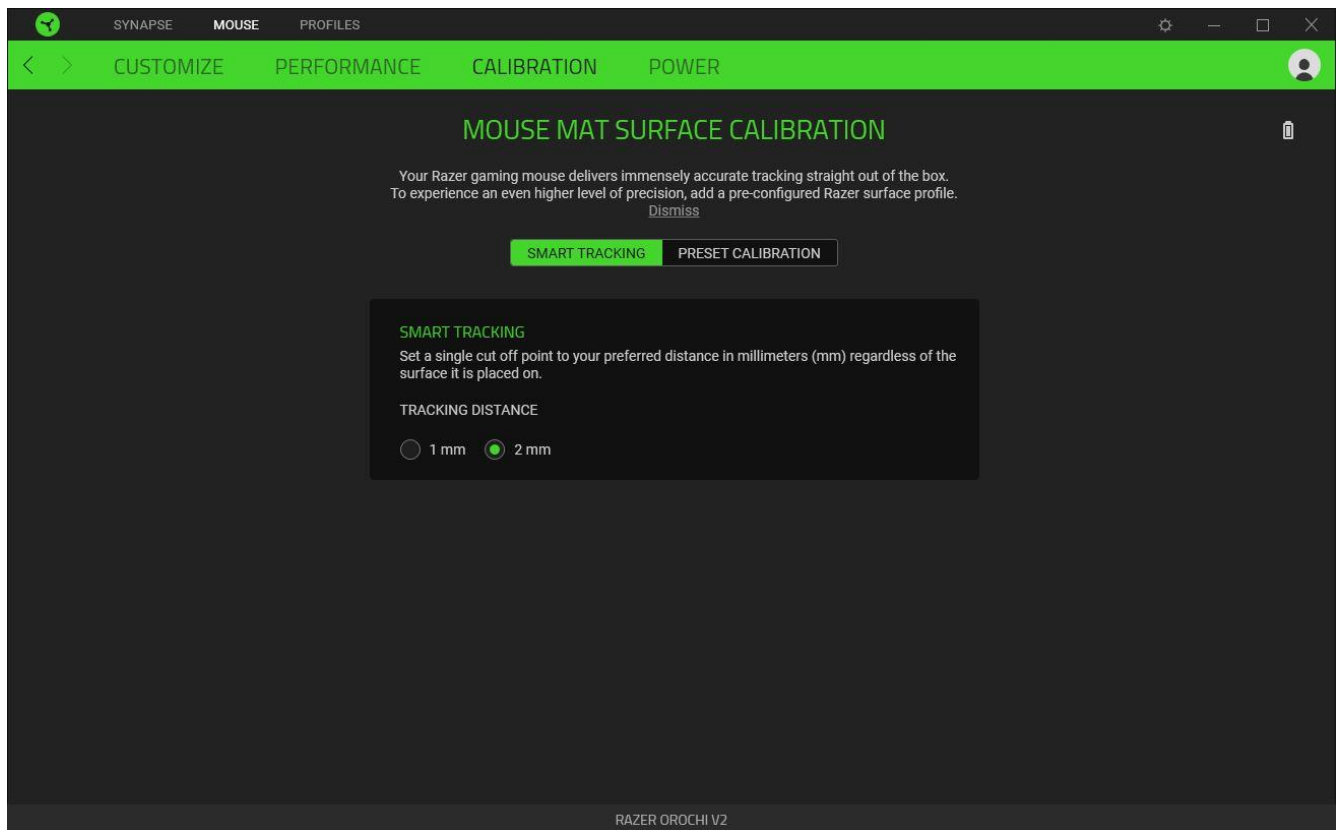 SYNAPSE MOUSE PROFILES
CUSTOMIZE PERFORMANCE CALIBRATION POWER
MOUSE MAT SURFACE CALIBRATION
Your Razer gaming mouse delivers immensely accurate tracking straight out of the box.
To experience an even higher level of precision, add a pre-configured Razer surface profile.
Dismiss
SMART TRACKING PRESET CALIBRATION
SMART TRACKING
Set a single cut off point to your preferred distance in millimeters (mm) regardless of the
surface it is placed on.
TRACKING DISTANCE
1 mm 2 mm
RAZER OROCHI V2